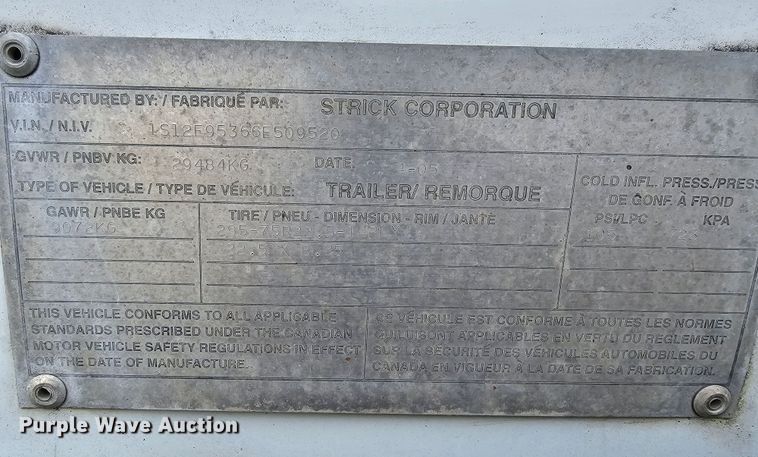 MANUFACTURED BY: / FABRIQUÉ PAR: STRICK CORPORATION
V.I.N. / N.I.V. 1S12E95366E509520
GVWR / PNBV KG: 29484KG DATE 1-05
TYPE OF VEHICLE / TYPE DE VÉHICULE: TRAILER/ REMORQUE
COLD INFL. PRESS./PRESS
DE GONF. À FROID
GAWR / PNBE KG TIRE / PNEU - DIMENSION - RIM / JANTE PSI/LPC KPA
9072KG
THIS VEHICLE CONFORMS TO ALL APPLICABLE
STANDARDS PRESCRIBED UNDER THE CANADIAN
MOTOR VEHICLE SAFETY REGULATIONS IN EFFECT
ON THE DATE OF MANUFACTURE.
CE VÉHICULE EST CONFORME À TOUTES LES NORMES
QUI LUI SONT APPLICABLES EN VERTU DU RÈGLEMENT
SUR LA SÉCURITÉ DES VÉHICULES AUTOMOBILES DU
CANADA EN VIGUEUR À LA DATE DE SA FABRICATION.
Purple Wave Auction